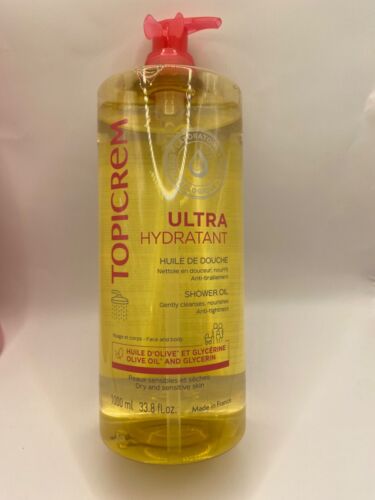 TOPICREM
LABORATOIRE
ULTRA
HYDRATANT
HUILE DE DOUCHE
Nettoie en douceur, nourrit
Anti-tiraillement
SHOWER OIL
Gently cleanses, nourishes
Anti-tightness
Visage et corps - Face and body
HUILE D'OLIVE* ET GLYCÉRINE
OLIVE OIL* AND GLYCERIN
Peaux sensibles et sèches
Dry and sensitive skin
1000 ml 33.8 fl.oz.
Made in France